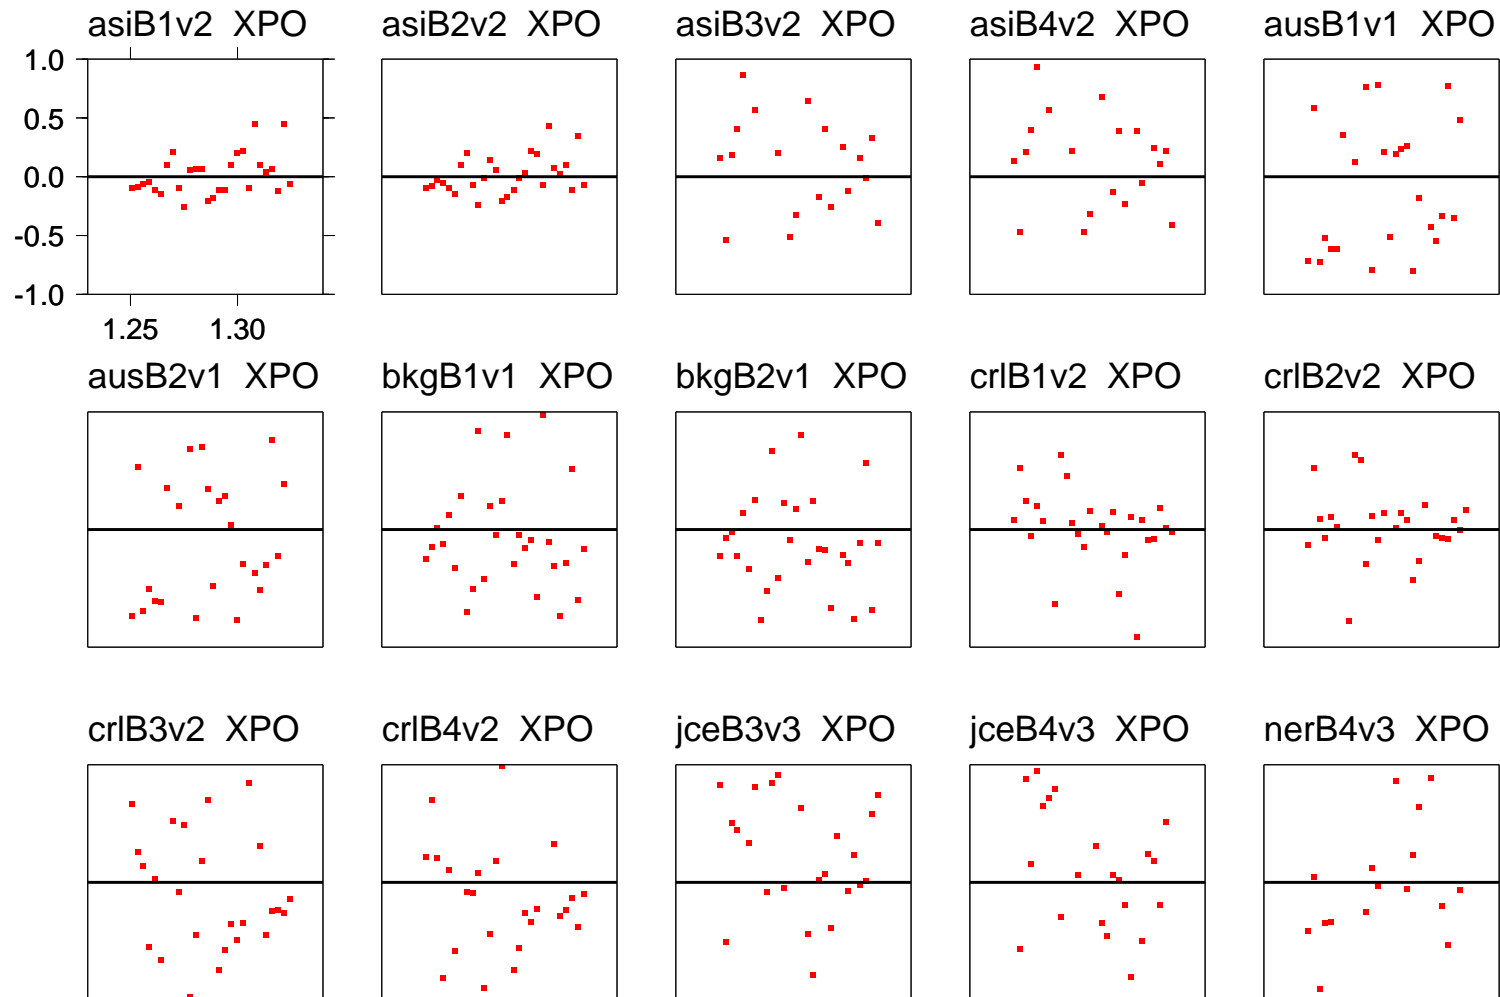 asiB1v2 XPO asiB2v2 XPO asiB3v2 XPO asiB4v2 XPO ausB1v1 XPO
1.0
0.5
0.0
-0.5
-1.0
1.25 1.30
ausB2v1 XPO bkgB1v1 XPO bkgB2v1 XPO crlB1v2 XPO crlB2v2 XPO
crlB3v2 XPO crlB4v2 XPO jceB3v3 XPO jceB4v3 XPO nerB4v3 XPO